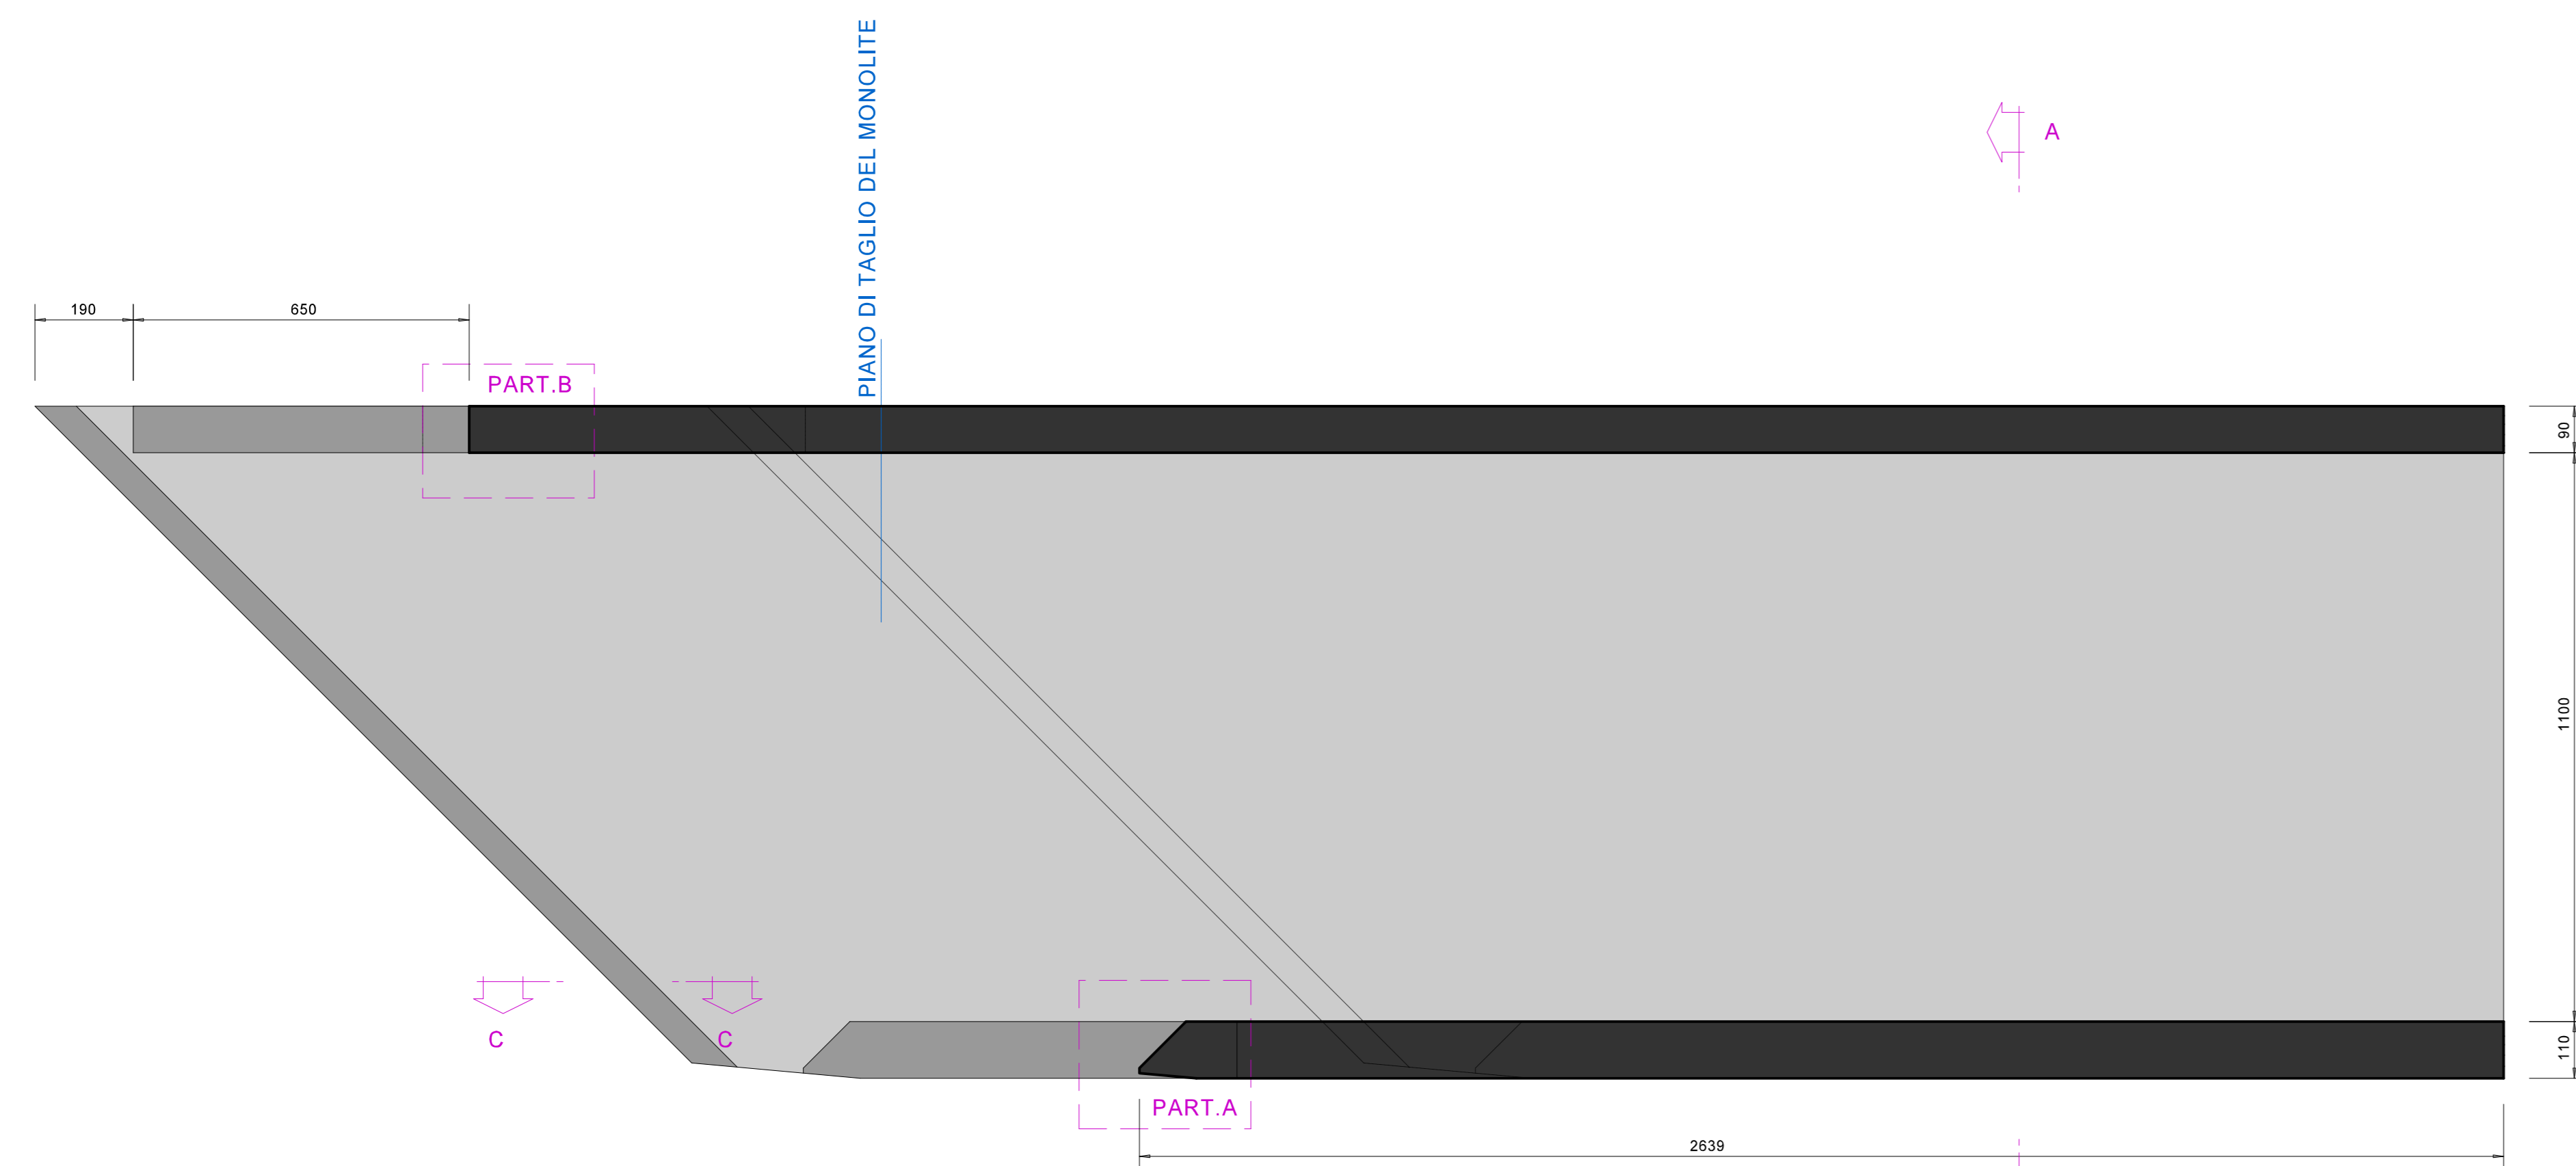 PIANO DI TAGLIO DEL MONOLITE
A
190
650
PART.B
90
1100
C
C
110
PART.A
2639